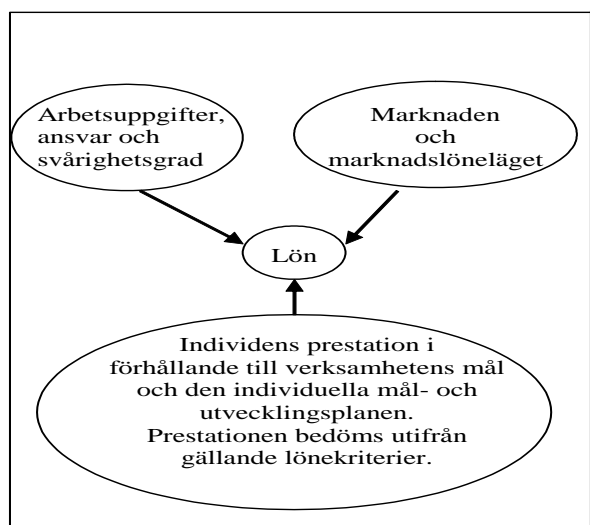 Arbetsuppgifter,
ansvar och
svårighetsgrad
Marknaden
och
marknadslöneläget
Lön
Individens prestation i
förhållande till verksamhetens mål
och den individuella mål- och
utvecklingsplanen.
Prestationen bedöms utifrån
gällande lönekriterier.